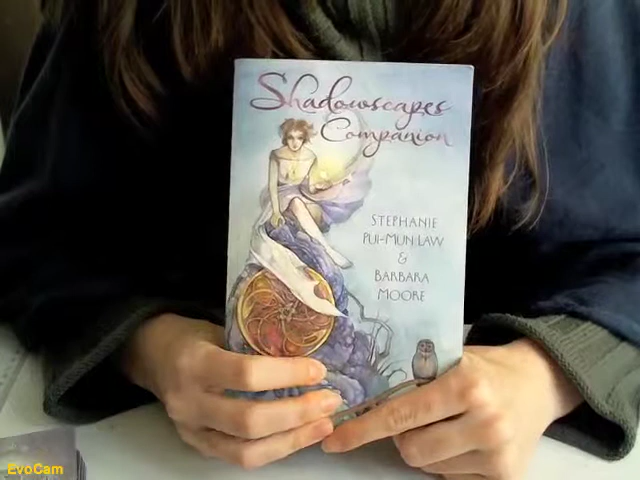 Shadowscapes
Companion
STEPHANIE
PUI-MUN LAW
&
BARBARA
MOORE
EvoCam